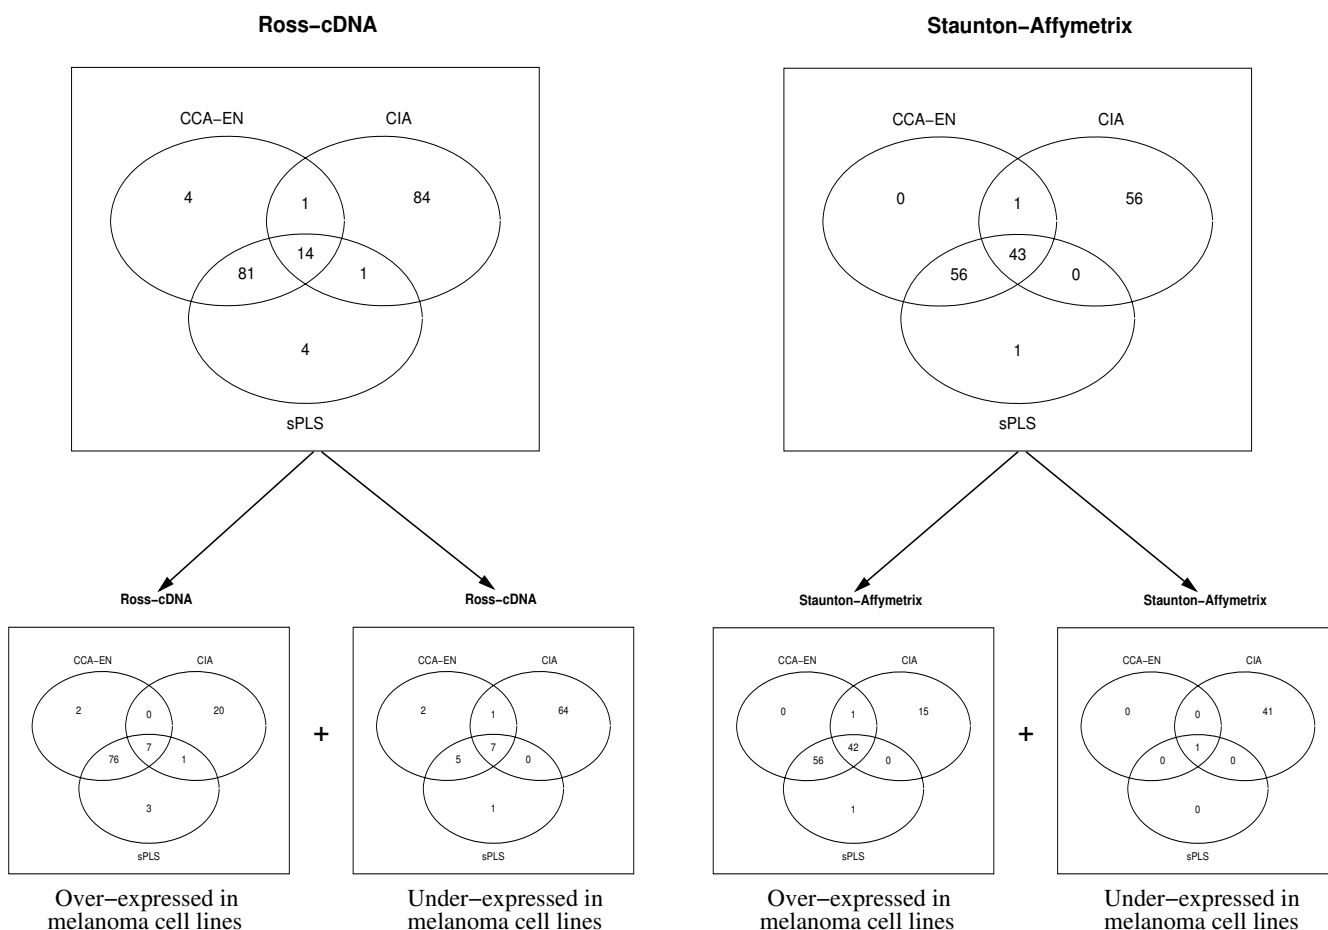 Ross–cDNA
CCA–EN CIA
4 1 84
14
81 1
4
sPLS
Staunton–Affymetrix
CCA–EN CIA
0 1 56
43
56 0
1
sPLS
Ross–cDNA
CCA–EN CIA
2 0 20
7
76 1
3
sPLS
Over–expressed in
melanoma cell lines
+
Ross–cDNA
CCA–EN CIA
2 1 64
7
5 0
1
sPLS
Under–expressed in
melanoma cell lines
Staunton–Affymetrix
CCA–EN CIA
0 1 15
42
56 0
1
sPLS
Over–expressed in
melanoma cell lines
+
Staunton–Affymetrix
CCA–EN CIA
0 0 41
1
0 0
0
sPLS
Under–expressed in
melanoma cell lines